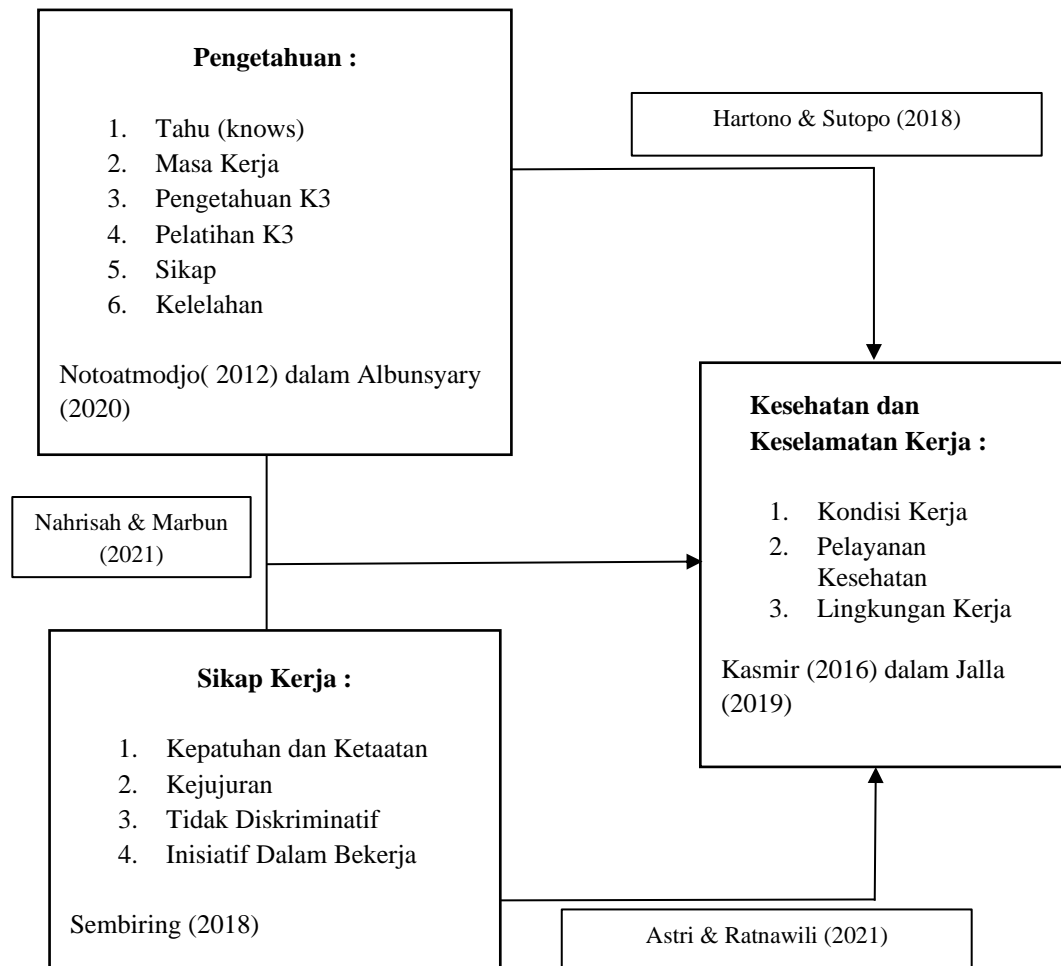 Pengetahuan :
1. Tahu (knows)
2. Masa Kerja
3. Pengetahuan K3
4. Pelatihan K3
5. Sikap
6. Kelelahan
Notoatmodjo( 2012) dalam Albunsyary
(2020)
Hartono & Sutopo (2018)
Nahrisah & Marbun
(2021)
Kesehatan dan
Keselamatan Kerja :
1. Kondisi Kerja
2. Pelayanan
Kesehatan
3. Lingkungan Kerja
Kasmir (2016) dalam Jalla
(2019)
Sikap Kerja :
1. Kepatuhan dan Ketaatan
2. Kejujuran
3. Tidak Diskriminatif
4. Inisiatif Dalam Bekerja
Sembiring (2018)
Astri & Ratnawili (2021)